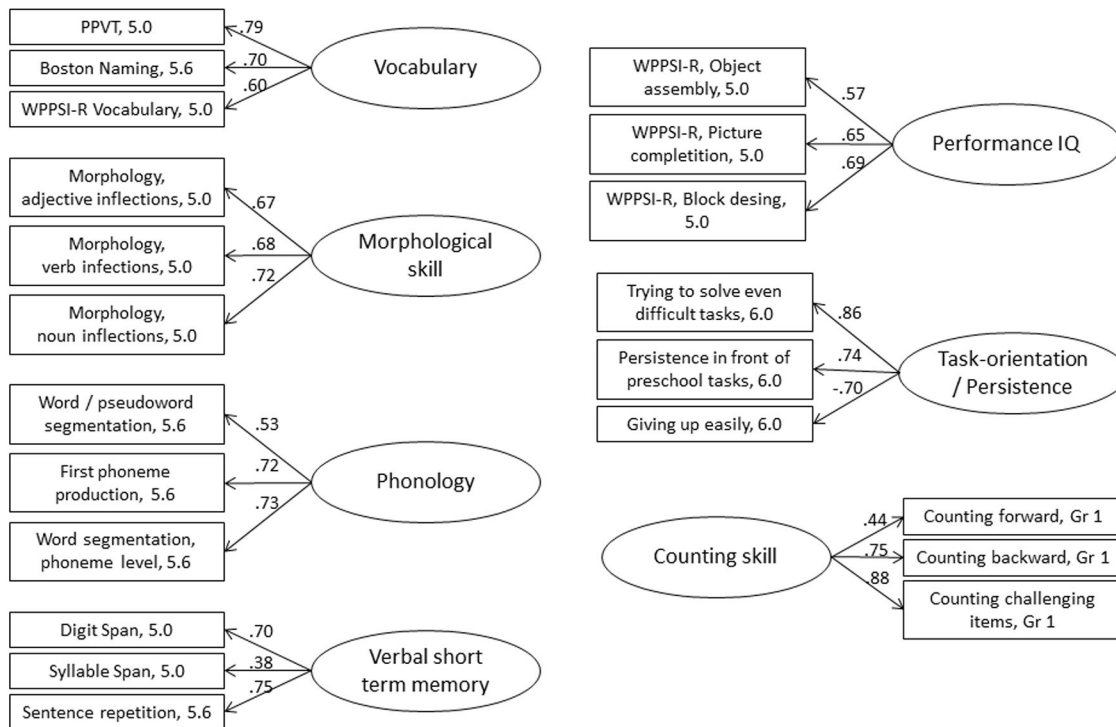 PPVT, 5.0
.79
Boston Naming, 5.6
.70
Vocabulary
WPPSI-R Vocabulary, 5.0
.60
Morphology,
adjective inflections, 5.0
.67
Morphology,
verb infections, 5.0
.68
Morphological
skill
Morphology,
noun inflections, 5.0
.72
Word / pseudoword
segmentation, 5.6
.53
First phoneme
production, 5.6
.72
Phonology
Word segmentation,
phoneme level, 5.6
.73
Digit Span, 5.0
.70
Syllable Span, 5.0
.38
Verbal short
term memory
Sentence repetition, 5.6
.75
WPPSI-R, Object
assembly, 5.0
.57
WPPSI-R, Picture
completition, 5.0
.65
Performance IQ
WPPSI-R, Block desing,
5.0
.69
Trying to solve even
difficult tasks, 6.0
.86
Persistence in front of
preschool tasks, 6.0
.74
Task-orientation
/ Persistence
Giving up easily, 6.0
-.70
Counting skill
.44
Counting forward, Gr 1
.75
Counting backward, Gr 1
.88
Counting challenging
items, Gr 1